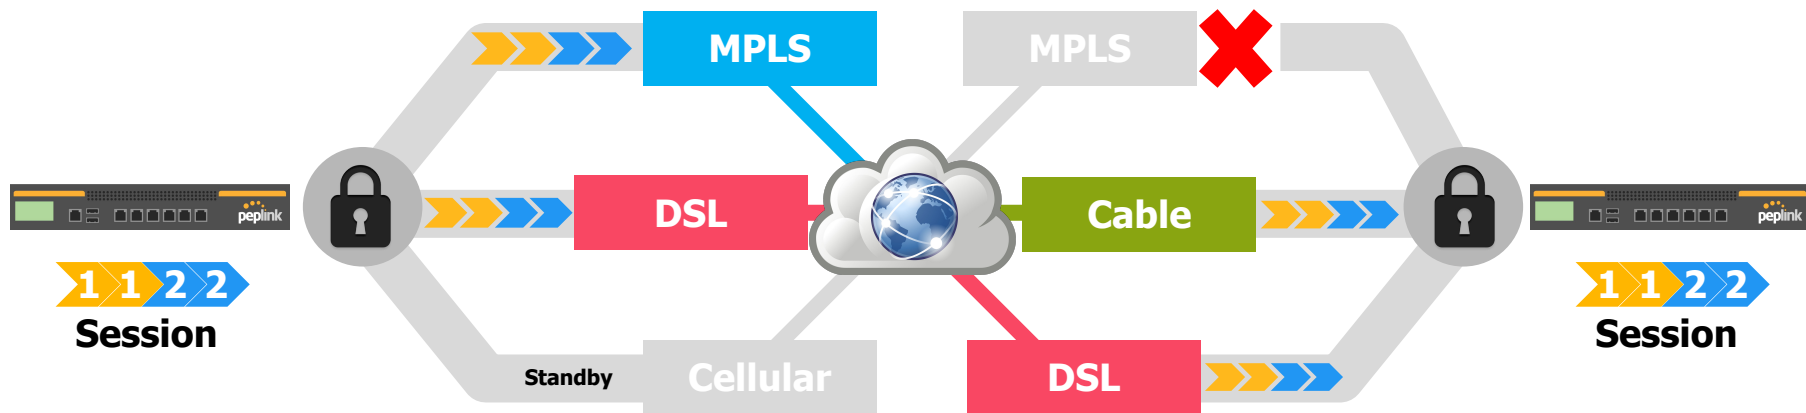 MPLS
MPLS
peplink
DSL
Cable
peplink
1 1 2 2
Session
1 1 2 2
Session
Standby
Cellular
DSL